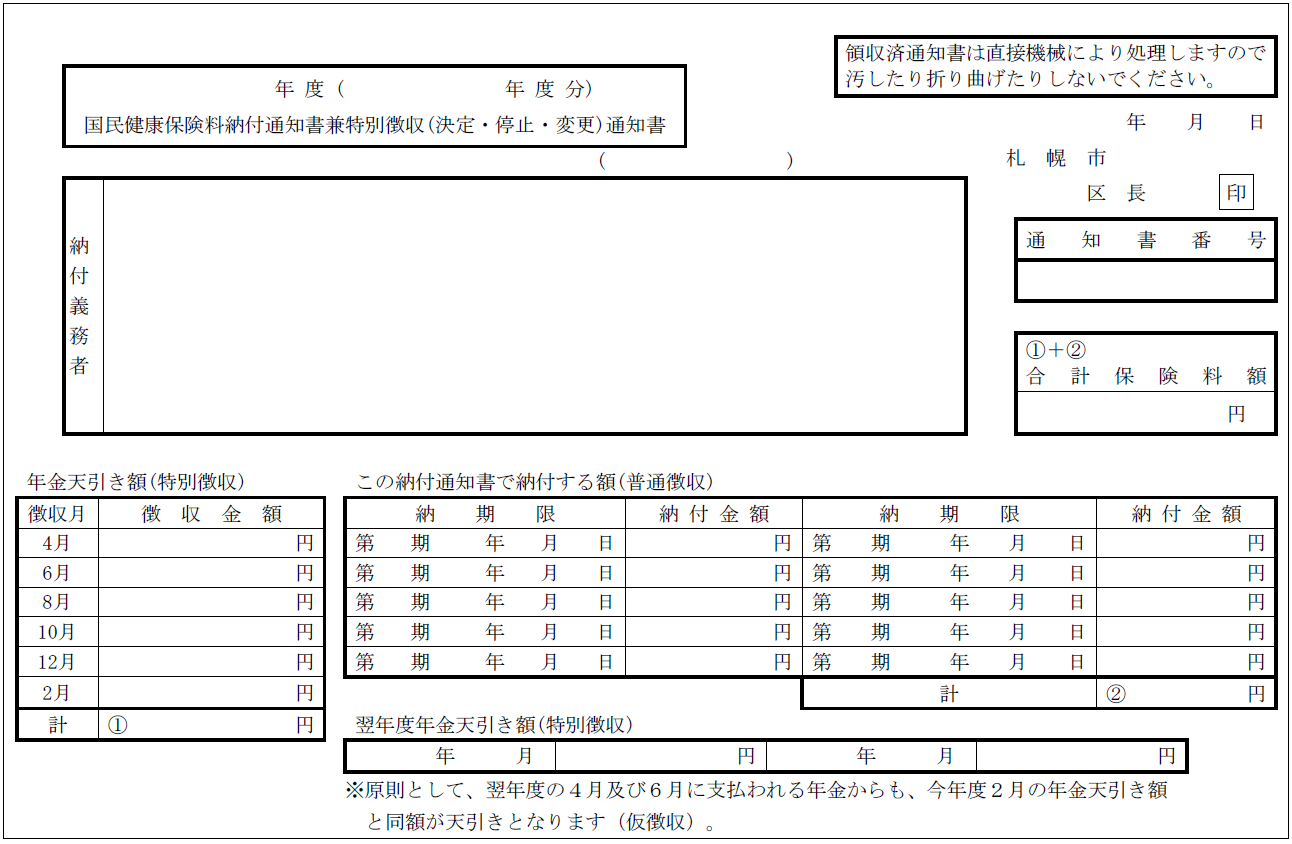 領収済通知書は直接機械により処理しますので
汚したり折り曲げたりしないでください。
年度(　　　　年度分)
国民健康保険料納付通知書兼特別徴収(決定・停止・変更)通知書
年　月　日
(　　　　　)
札幌市
区長　印
通知書番号
納付義務者
①＋②
合計保険料額
円
年金天引き額(特別徴収)
徴収月　徴収金額
4月　円
6月　円
8月　円
10月　円
12月　円
2月　円
計　①　円
この納付通知書で納付する額(普通徴収)
納期限　納付金額　納期限　納付金額
第　期　年　月　日　円　第　期　年　月　日　円
第　期　年　月　日　円　第　期　年　月　日　円
第　期　年　月　日　円　第　期　年　月　日　円
第　期　年　月　日　円　第　期　年　月　日　円
第　期　年　月　日　円　第　期　年　月　日　円
計　②　円
翌年度年金天引き額(特別徴収)
年　月　円　年　月　円
※原則として、翌年度の４月及び６月に支払われる年金からも、今年度２月の年金天引き額
と同額が天引きとなります（仮徴収）。